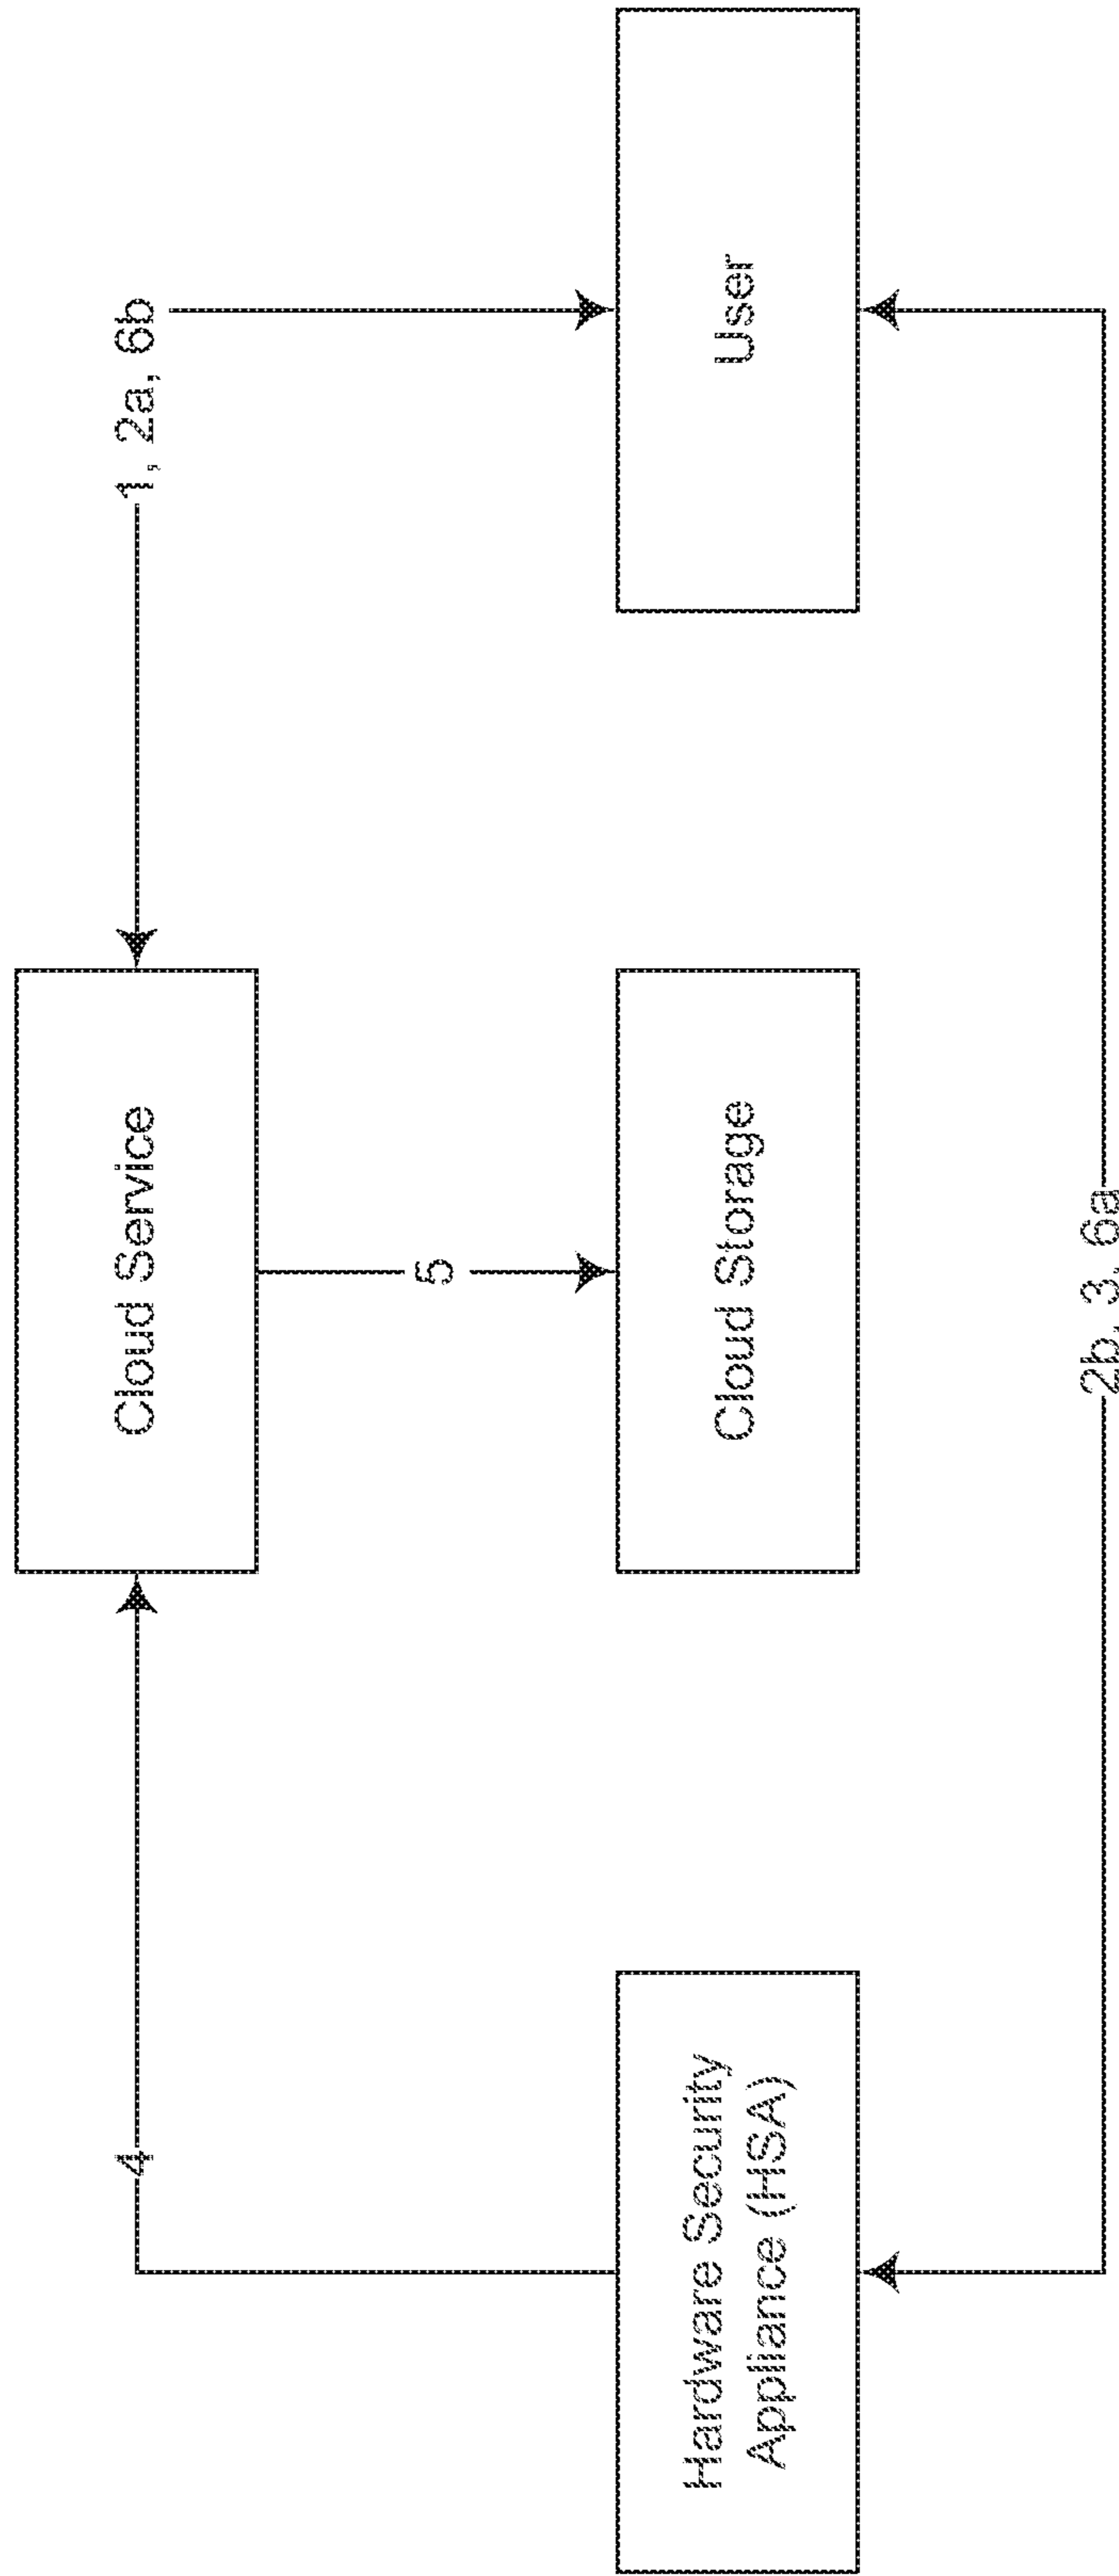 4
Cloud Service
1, 2a, 6b
5
Hardware Security
Appliance (HSA)
Cloud Storage
User
2b, 3, 6a